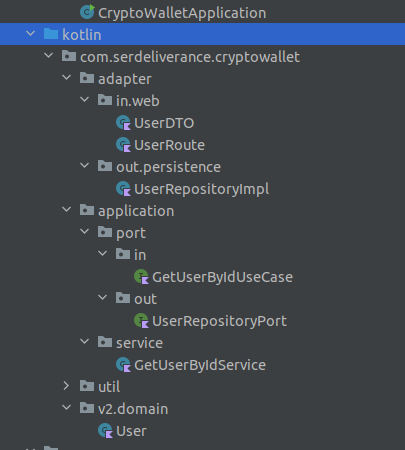 CryptoWalletApplication
kotlin
com.serdeliverance.cryptowallet
adapter
in.web
UserDTO
UserRoute
out.persistence
UserRepositoryImpl
application
port
in
GetUserByIdUseCase
out
UserRepositoryPort
service
GetUserByIdService
util
v2.domain
User